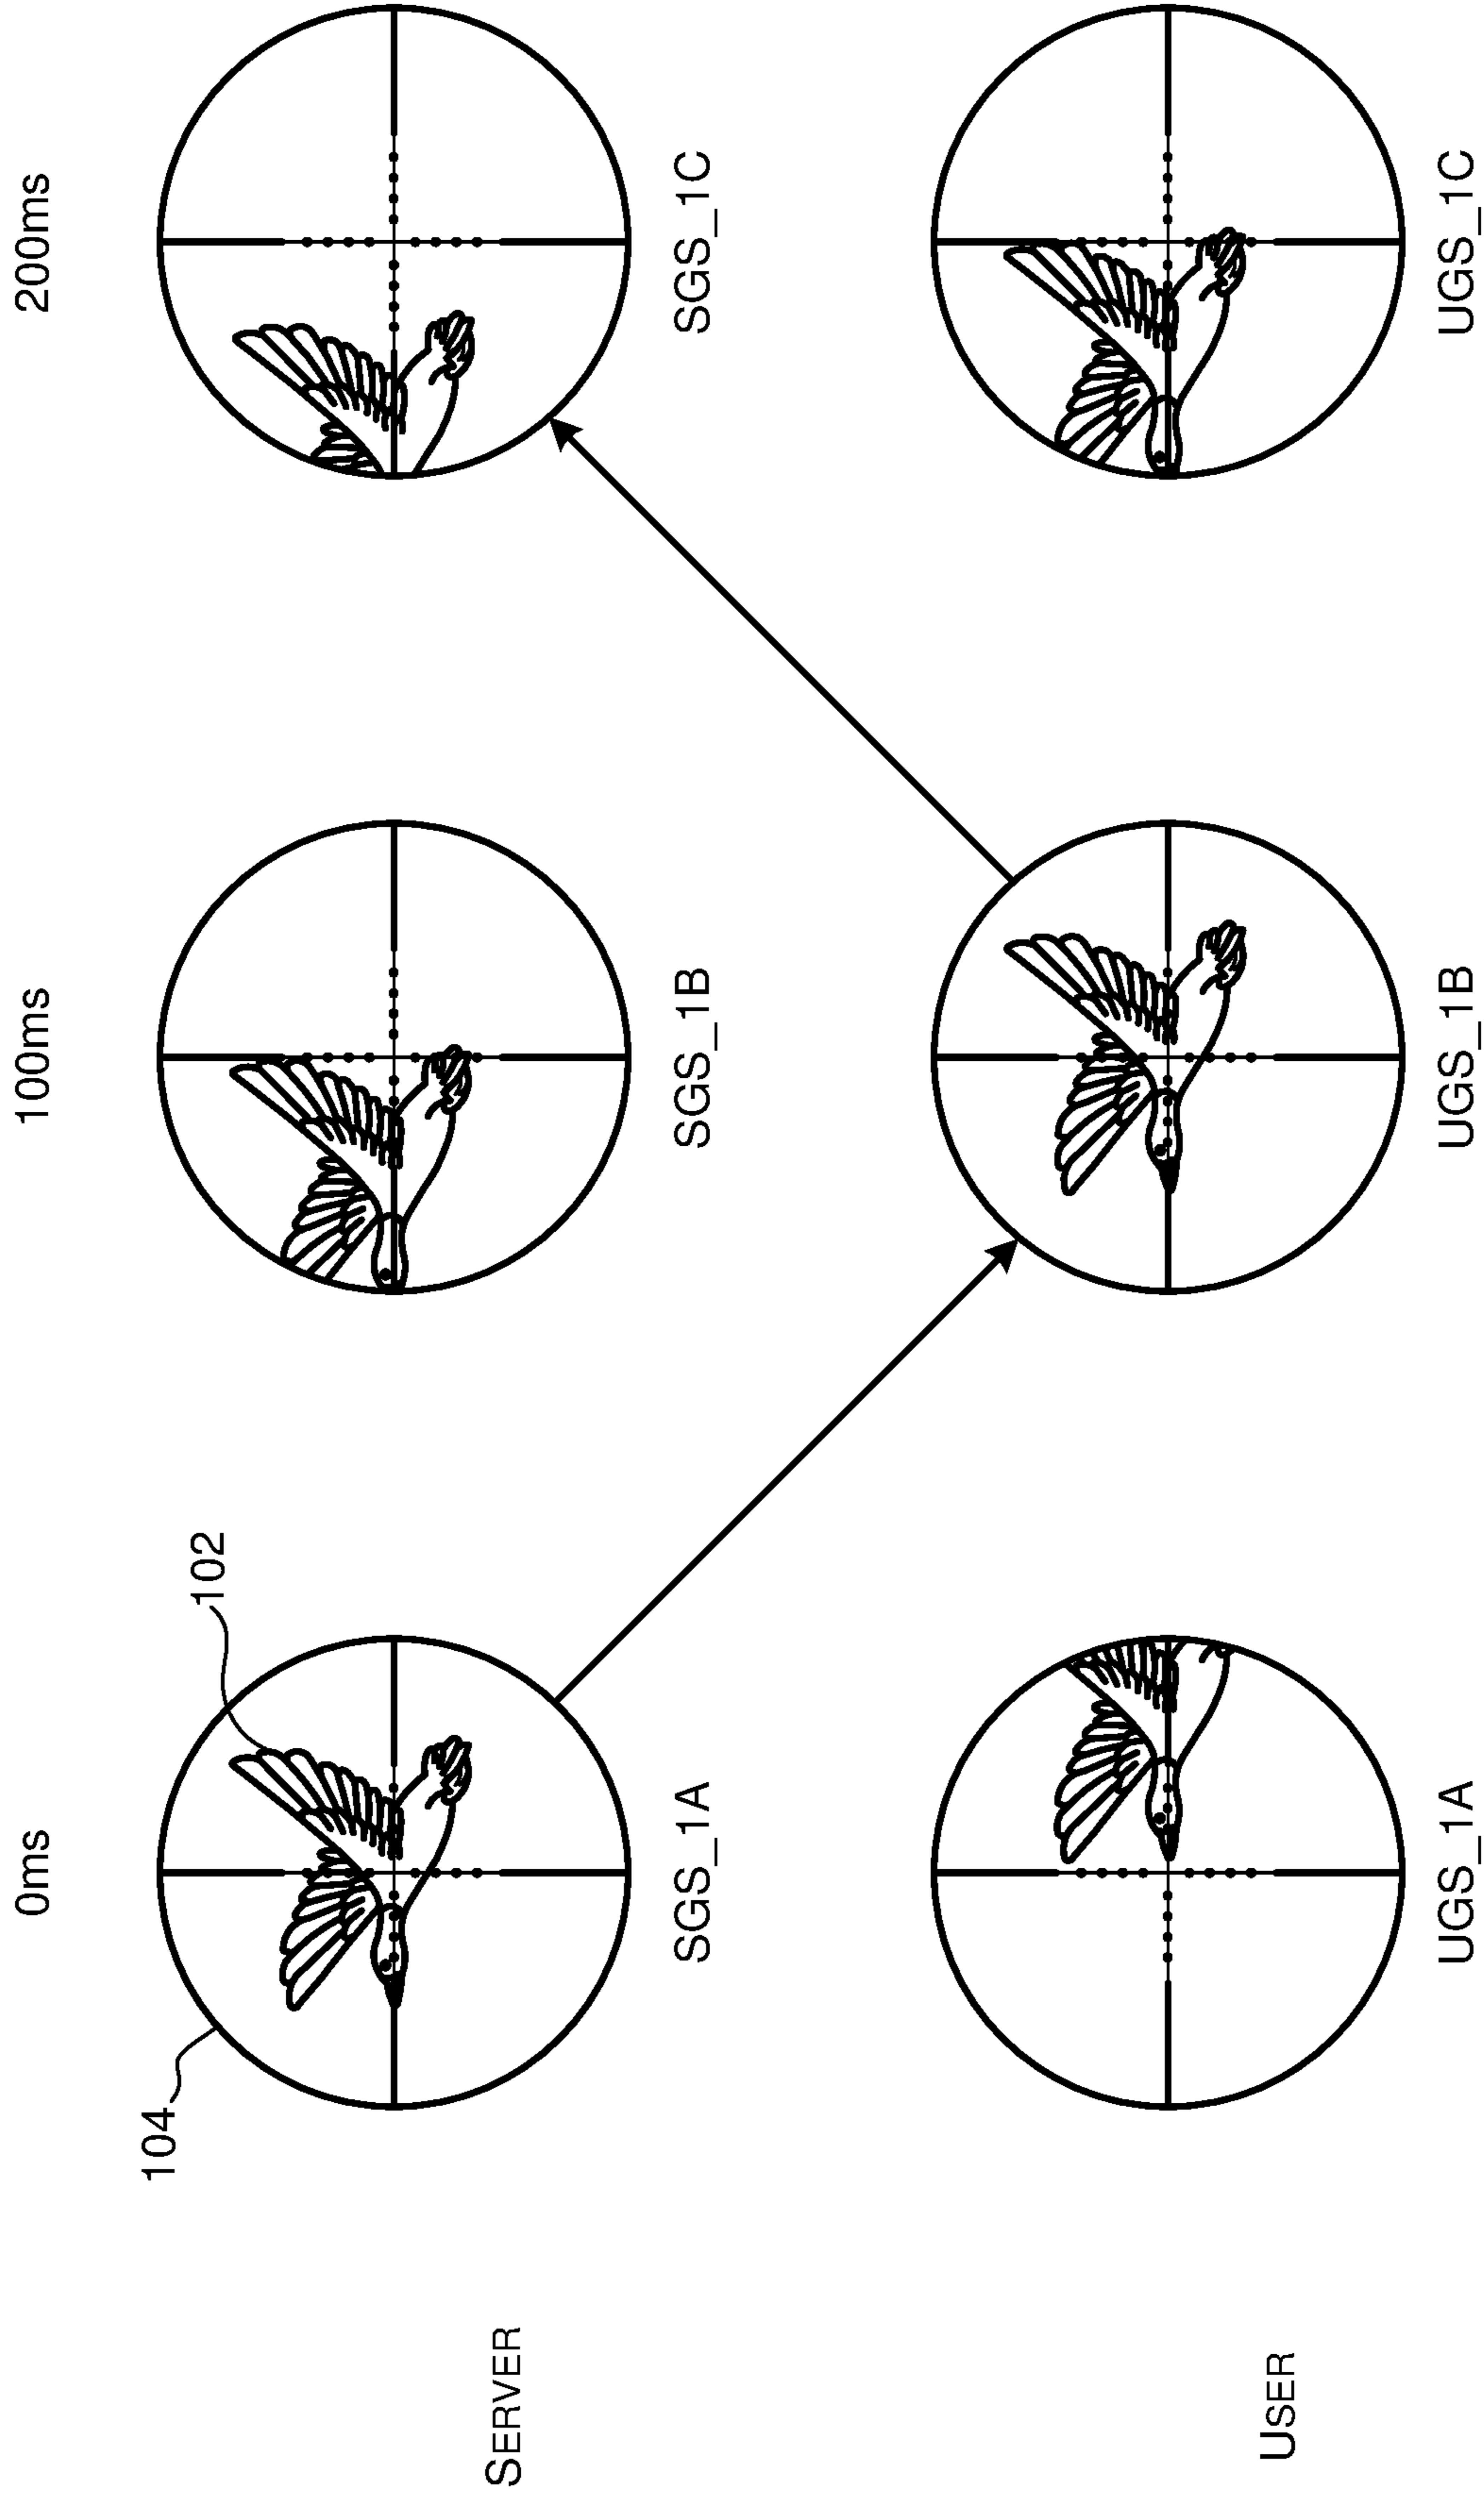 0ms 100ms 200ms
104 102
SERVER
SGS_1A SGS_1B SGS_1C
USER
UGS_1A UGS_1B UGS_1C